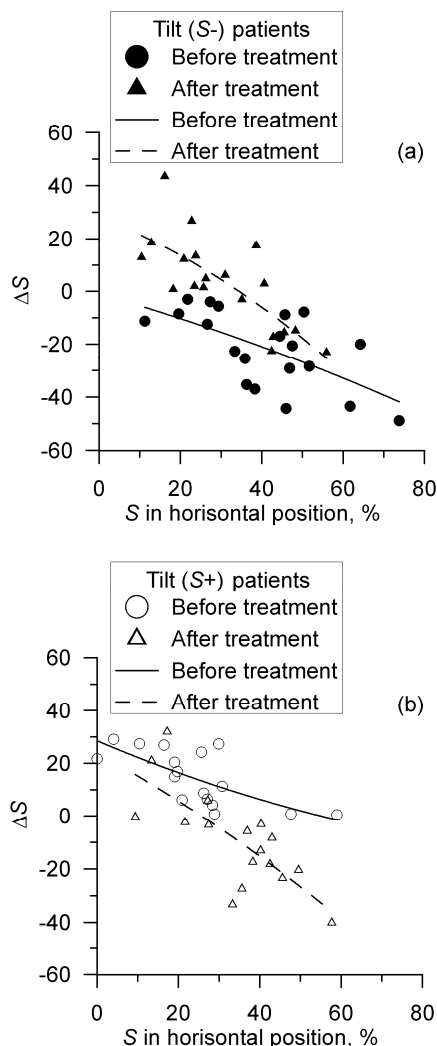 Tilt (S-) patients
Before treatment
After treatment
Before treatment
After treatment
(a)
60
40
20
0
-20
-40
-60
ΔS
0 20 40 60 80
S in horisontal position, %
Tilt (S+) patients
Before treatment
After treatment
Before treatment
After treatment
(b)
60
40
20
0
-20
-40
-60
ΔS
0 20 40 60 80
S in horisontal position, %